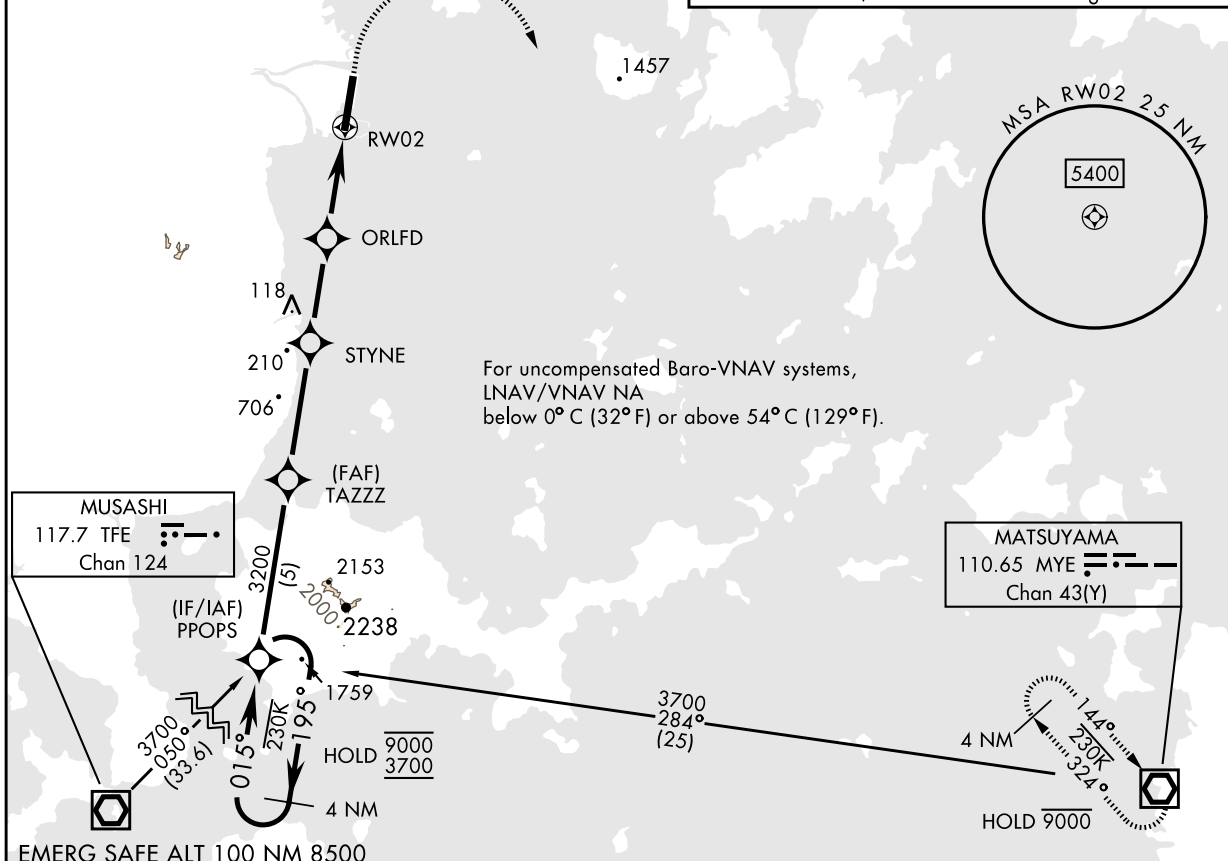 1457
RW02
MSA RW02 25 NM
5400
ORLFD
118
STYNE
210
706
For uncompensated Baro-VNAV systems,
LNAV/VNAV NA
below 0° C (32° F) or above 54° C (129° F).
(FAF)
TAZZZ
MUSASHI
117.7 TFE
Chan 124
MATSUYAMA
110.65 MYE
Chan 43(Y)
3200
(5)
2153
2000
2238
(IF/IAF)
PPOPS
1759
3700
050°
(33.6)
015°
230K
195°
HOLD 9000
3700
4 NM
3700
284°
(25)
4 NM
144°
230K
324°
HOLD 9000
EMERG SAFE ALT 100 NM 8500